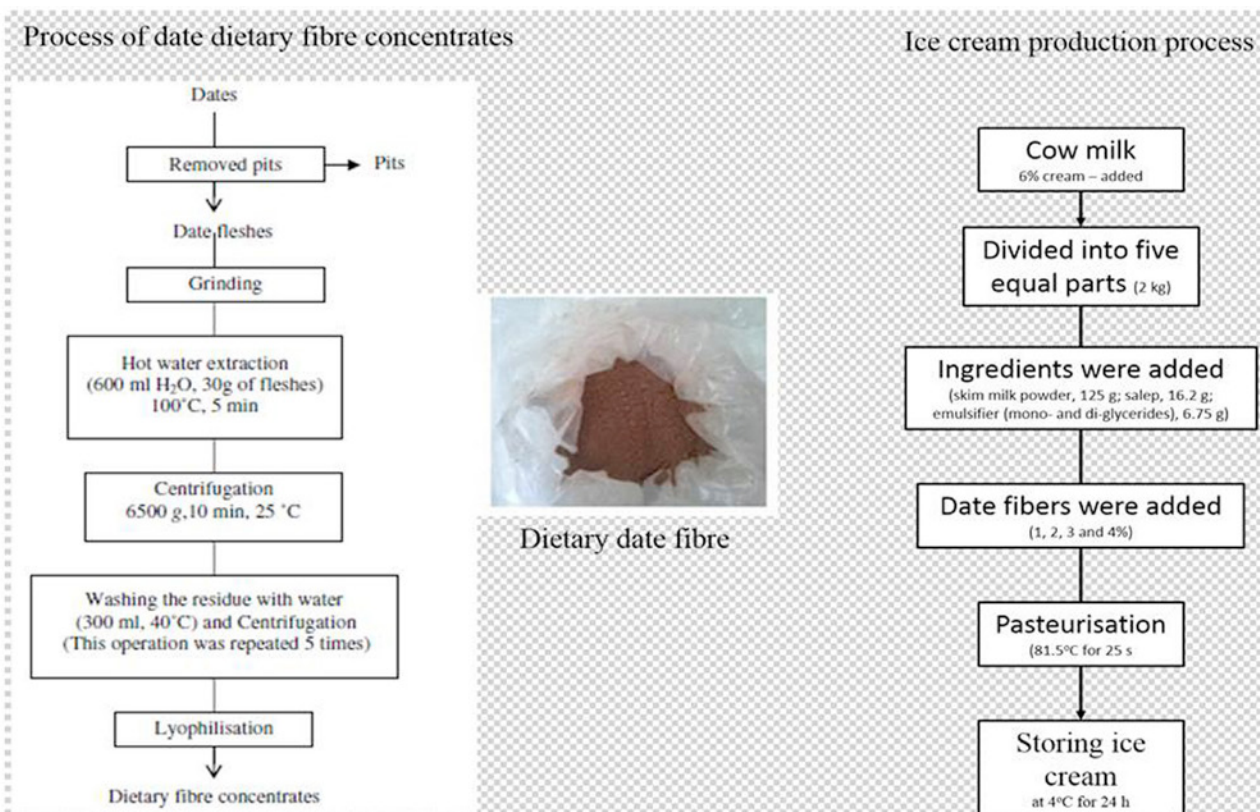 Process of date dietary fibre concentrates
Dates
Removed pits
Pits
Date fleshes
Grinding
Hot water extraction
(600 ml H₂O, 30g of fleshes)
100˚C, 5 min
Centrifugation
6500 g,10 min, 25 ˚C
Washing the residue with water
(300 ml, 40˚C) and Centrifugation
(This operation was repeated 5 times)
Lyophilisation
Dietary fibre concentrates
Dietary date fibre
Ice cream production process
Cow milk
6% cream – added
Divided into five
equal parts (2 kg)
Ingredients were added
(skim milk powder, 125 g; salep, 16.2 g;
emulsifier (mono- and di-glycerides), 6.75 g)
Date fibers were added
(1, 2, 3 and 4%)
Pasteurisation
(81.5ºC for 25 s
Storing ice
cream
at 4ºC for 24 h